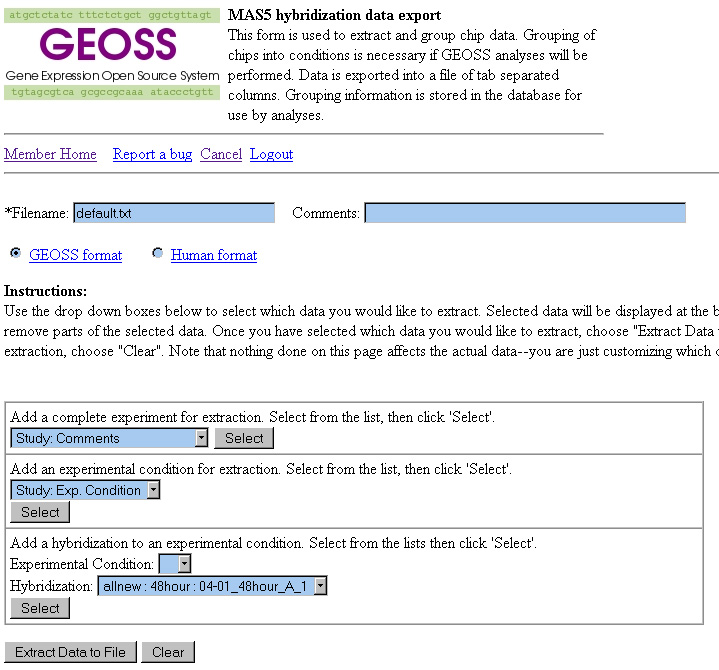 atgctctatc tttctctgct ggctgttagt
GEOSS
Gene Expression Open Source System
tgtagcgtca gcgccgcaaa ataccctgtt
MAS5 hybridization data export
This form is used to extract and group chip data. Grouping of
chips into conditions is necessary if GEOSS analyses will be
performed. Data is exported into a file of tab separated
columns. Grouping information is stored in the database for
use by analyses.
Member Home Report a bug Cancel Logout
*Filename: default.txt Comments:
GEOSS format Human format
Instructions:
Use the drop down boxes below to select which data you would like to extract. Selected data will be displayed at the b
remove parts of the selected data. Once you have selected which data you would like to extract, choose "Extract Data
extraction, choose "Clear". Note that nothing done on this page affects the actual data--you are just customizing which
Add a complete experiment for extraction. Select from the list, then click 'Select'.
Study: Comments Select
Add an experimental condition for extraction. Select from the list, then click 'Select'.
Study: Exp. Condition
Select
Add a hybridization to an experimental condition. Select from the lists then click 'Select'.
Experimental Condition:
Hybridization: allnew : 48hour : 04-01_48hour_A_1
Select
Extract Data to File Clear